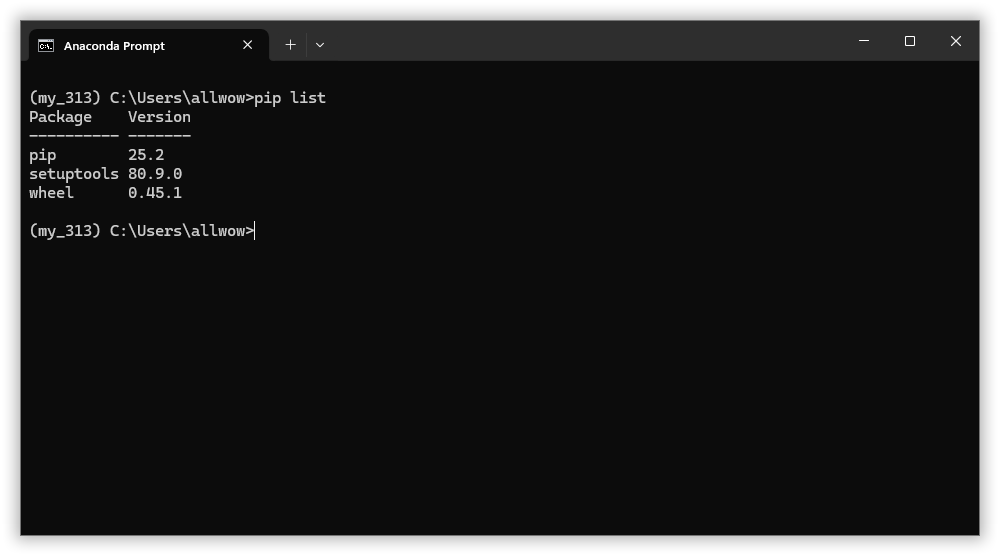 Anaconda Prompt
(my_313) C:\Users\allwow>pip list
Package    Version
---------- -------
pip        25.2
setuptools 80.9.0
wheel      0.45.1
(my_313) C:\Users\allwow>